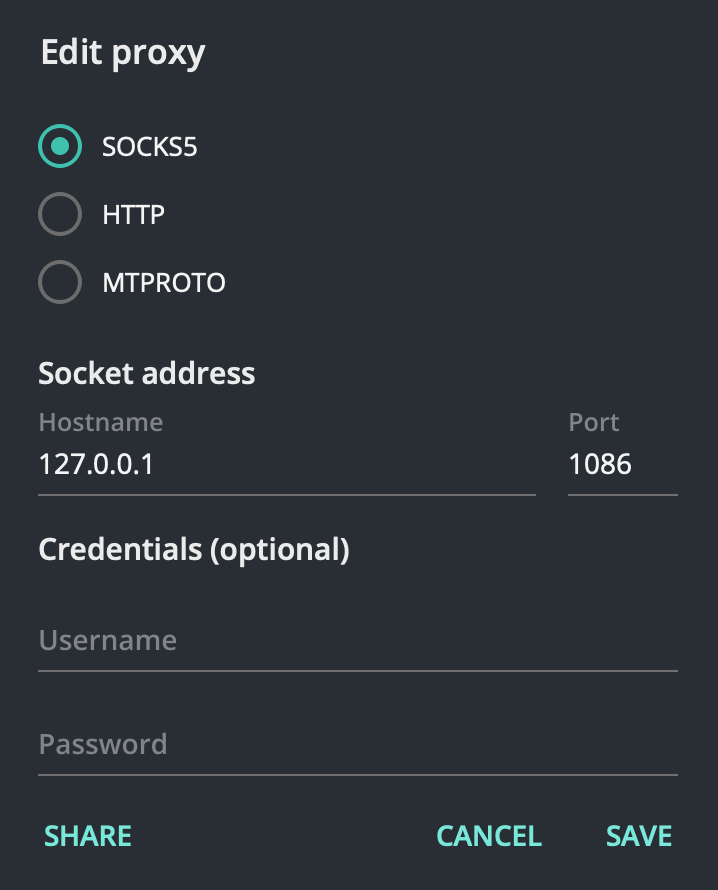 Edit proxy
SOCKS5
HTTP
MTPROTO
Socket address
Hostname Port
127.0.0.1 1086
Credentials (optional)
Username
Password
SHARE CANCEL SAVE